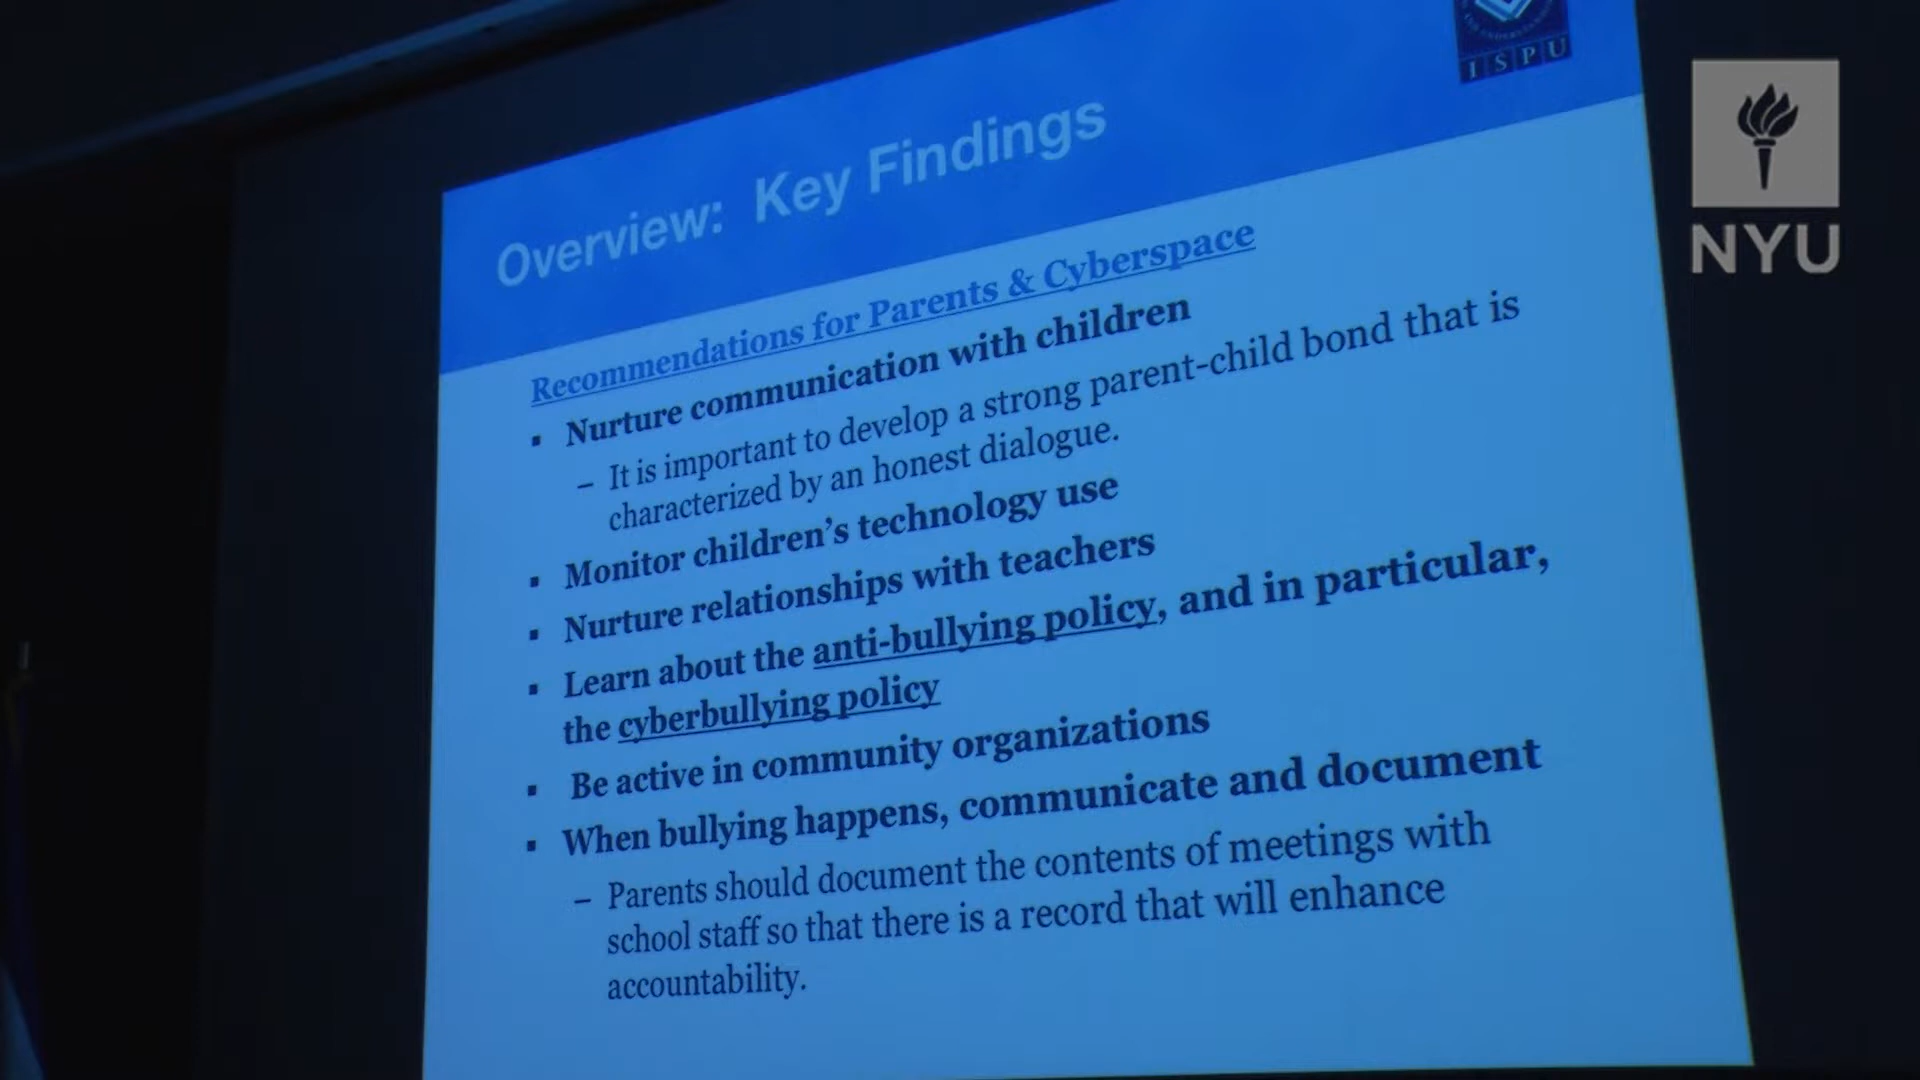 ISPU
NYU
Overview: Key Findings
Recommendations for Parents & Cyberspace
▪ Nurture communication with children
– It is important to develop a strong parent-child bond that is
characterized by an honest dialogue.
▪ Monitor children's technology use
▪ Nurture relationships with teachers
▪ Learn about the anti-bullying policy, and in particular,
the cyberbullying policy
▪ Be active in community organizations
▪ When bullying happens, communicate and document
– Parents should document the contents of meetings with
school staff so that there is a record that will enhance
accountability.